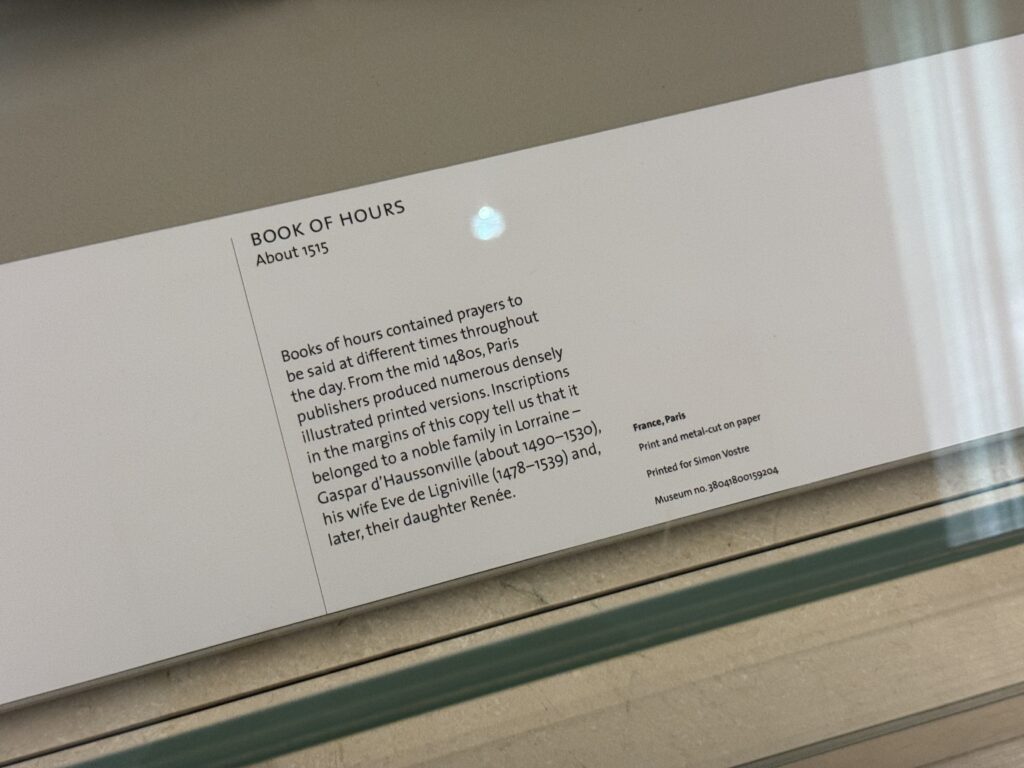 BOOK OF HOURS
About 1515
Books of hours contained prayers to
be said at different times throughout
the day. From the mid 1480s, Paris
publishers produced numerous densely
illustrated printed versions. Inscriptions
in the margins of this copy tell us that it
belonged to a noble family in Lorraine –
Gaspar d'Haussonville (about 1490–1530),
his wife Eve de Ligniville (1478–1539) and,
later, their daughter Renée.
France, Paris
Print and metal-cut on paper
Printed for Simon Vostre
Museum no. 38041800159204